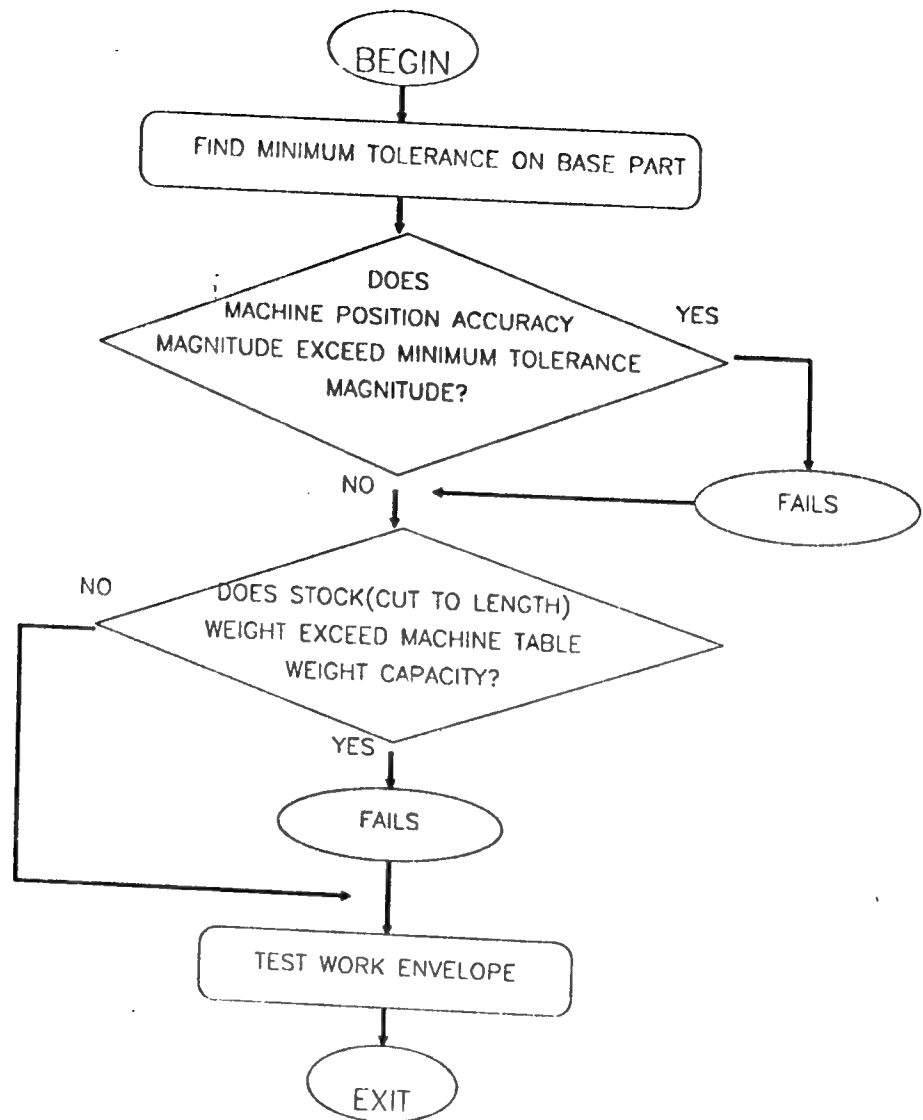 BEGIN
FIND MINIMUM TOLERANCE ON BASE PART
DOES
MACHINE POSITION ACCURACY
MAGNITUDE EXCEED MINIMUM TOLERANCE
MAGNITUDE?
YES
NO
FAILS
NO
DOES STOCK(CUT TO LENGTH)
WEIGHT EXCEED MACHINE TABLE
WEIGHT CAPACITY?
YES
FAILS
TEST WORK ENVELOPE
EXIT